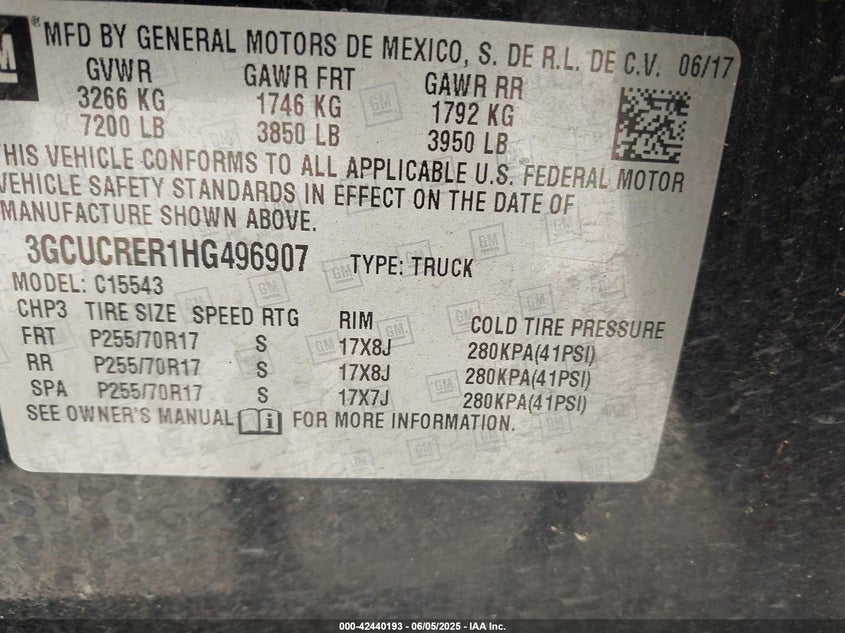 GM
®
MFD BY GENERAL MOTORS DE MEXICO, S. DE R.L. DE C.V. 06/17
GVWR GAWR FRT GAWR RR
3266 KG 1746 KG 1792 KG
7200 LB 3850 LB 3950 LB
THIS VEHICLE CONFORMS TO ALL APPLICABLE U.S. FEDERAL MOTOR
VEHICLE SAFETY STANDARDS IN EFFECT ON THE DATE OF
MANUFACTURE SHOWN ABOVE.
3GCUCRER1HG496907 TYPE: TRUCK
MODEL: C15543
CHP3 TIRE SIZE SPEED RTG RIM COLD TIRE PRESSURE
FRT P255/70R17 S 17X8J 280KPA(41PSI)
RR P255/70R17 S 17X8J 280KPA(41PSI)
SPA P255/70R17 S 17X7J 280KPA(41PSI)
SEE OWNER'S MANUAL i FOR MORE INFORMATION.
000-42440193 - 06/05/2025 - IAA Inc.